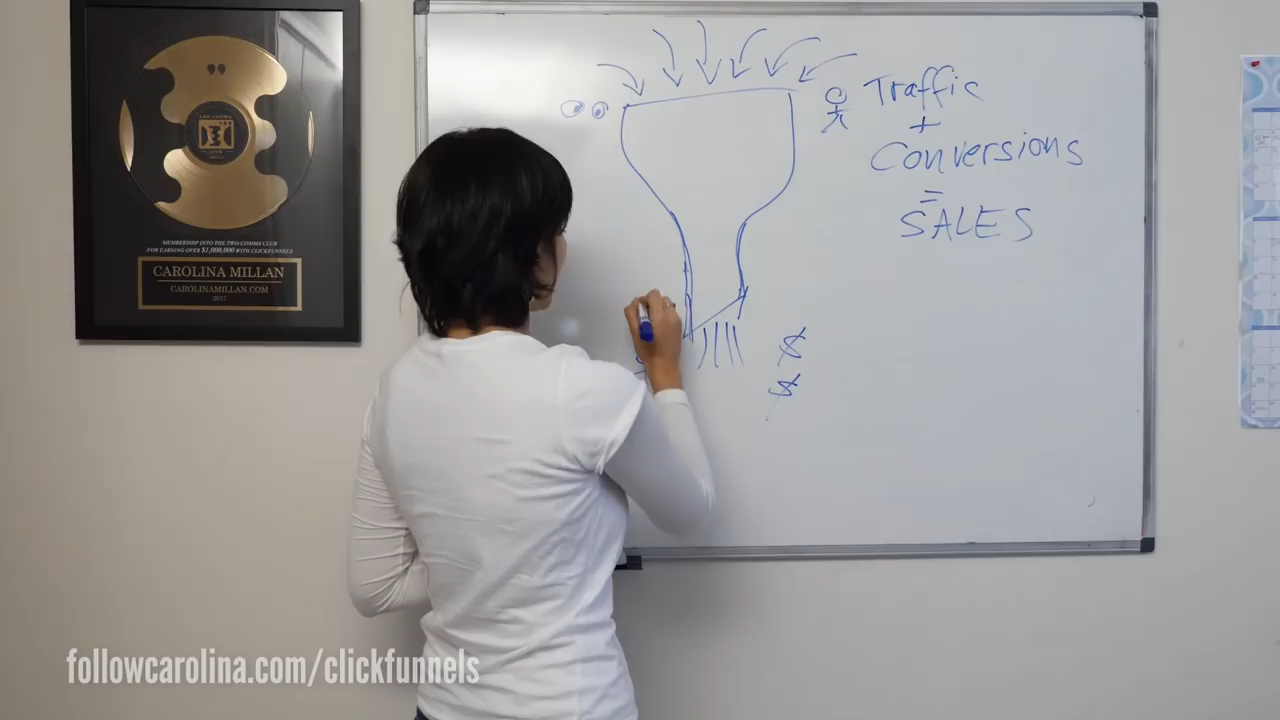 MEMBERSHIP INTO THE TWO-COMMA CLUB
FOR EARNING OVER $1,000,000 WITH CLICKFUNNELS
CAROLINA MILLAN
CAROLINAMILLAN.COM
2017
Traffic
+
Conversions
=
SALES
$
$
followcarolina.com/clickfunnels